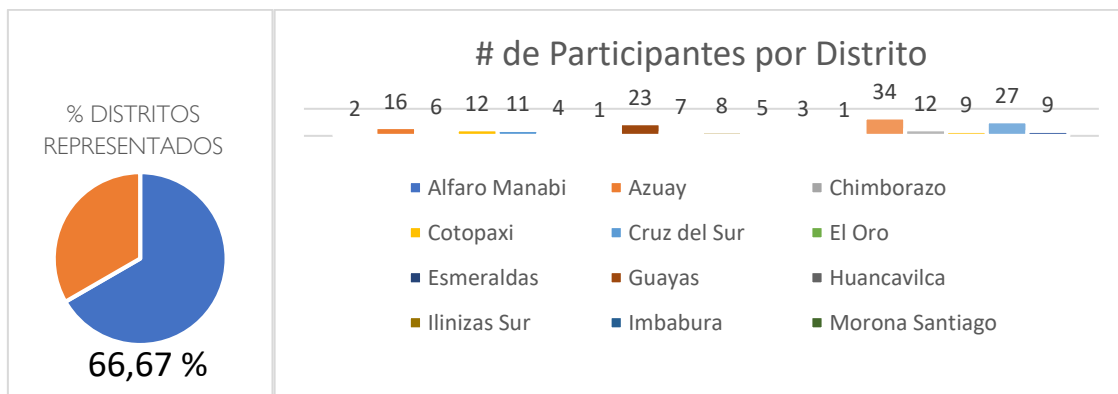 % DISTRITOS
REPRESENTADOS
66,67 %
# de Participantes por Distrito
2 16 6 12 11 4 1 23 7 8 5 3 1 34 12 9 27 9
Alfaro Manabi Azuay Chimborazo
Cotopaxi Cruz del Sur El Oro
Esmeraldas Guayas Huancavilca
Ilinizas Sur Imbabura Morona Santiago